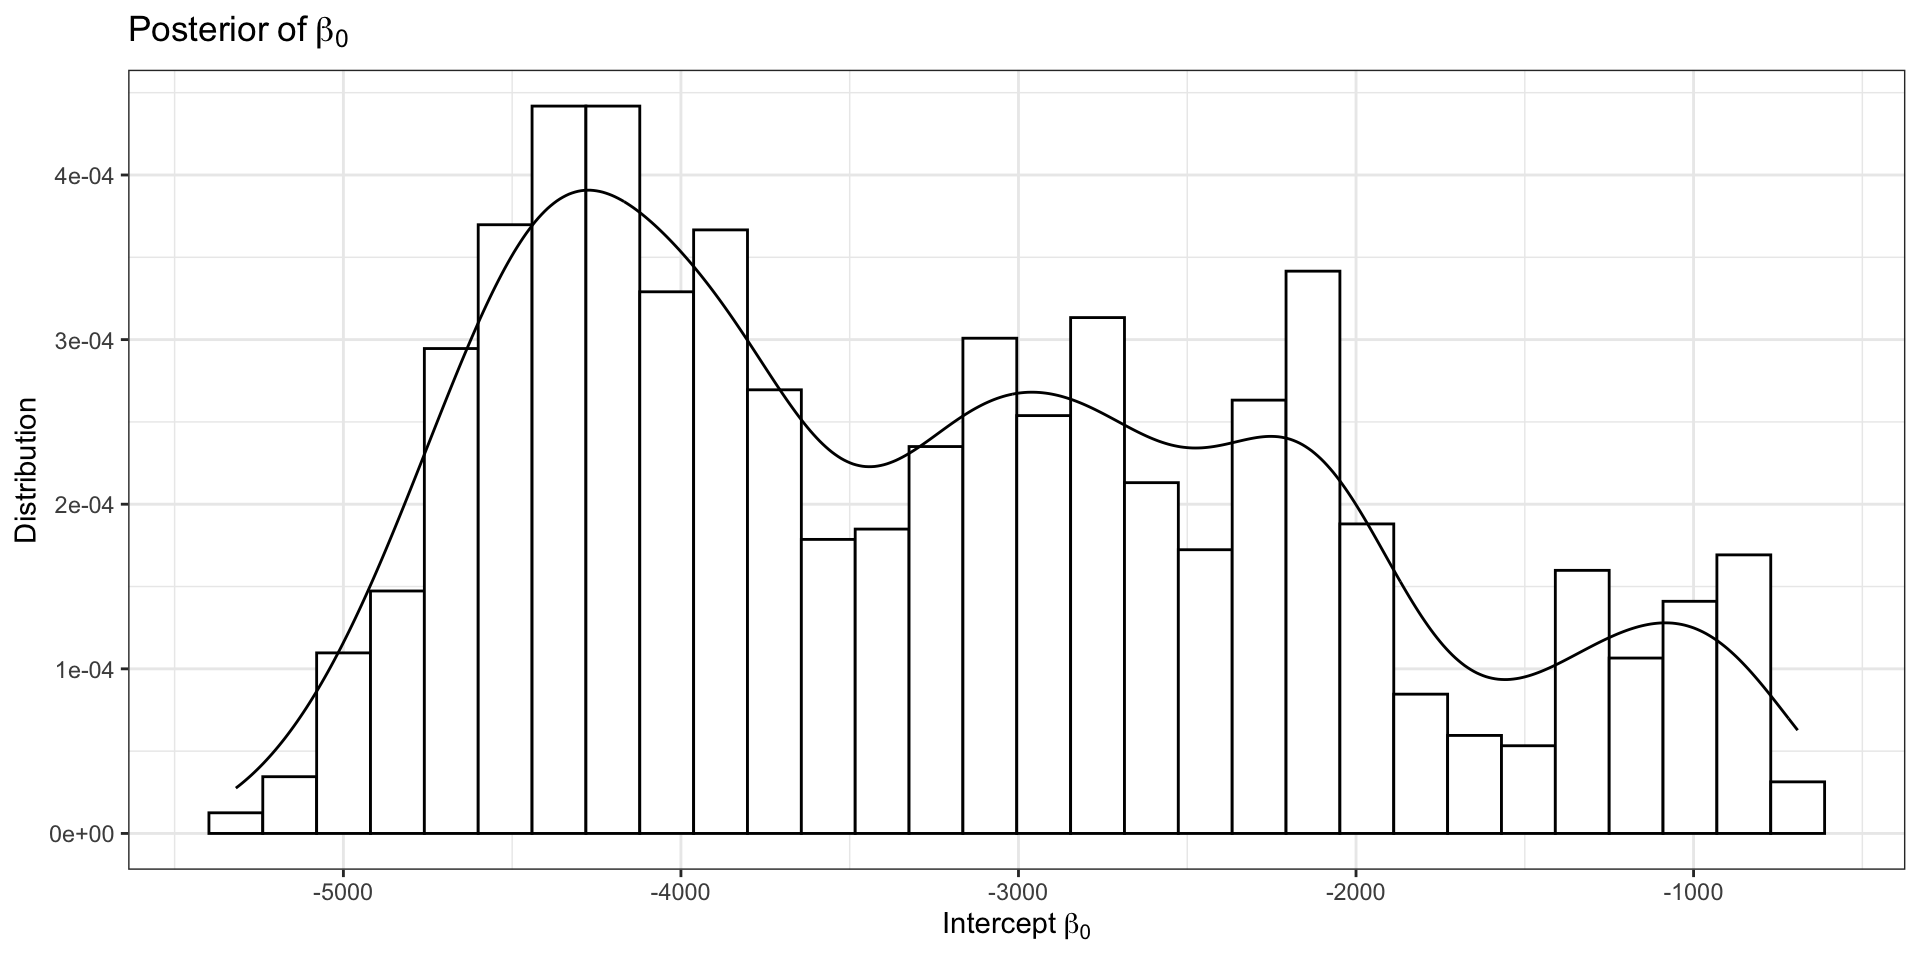 Posterior of β₀
4e-04
3e-04
2e-04
1e-04
0e+00
Distribution
-5000 -4000 -3000 -2000 -1000
Intercept β₀